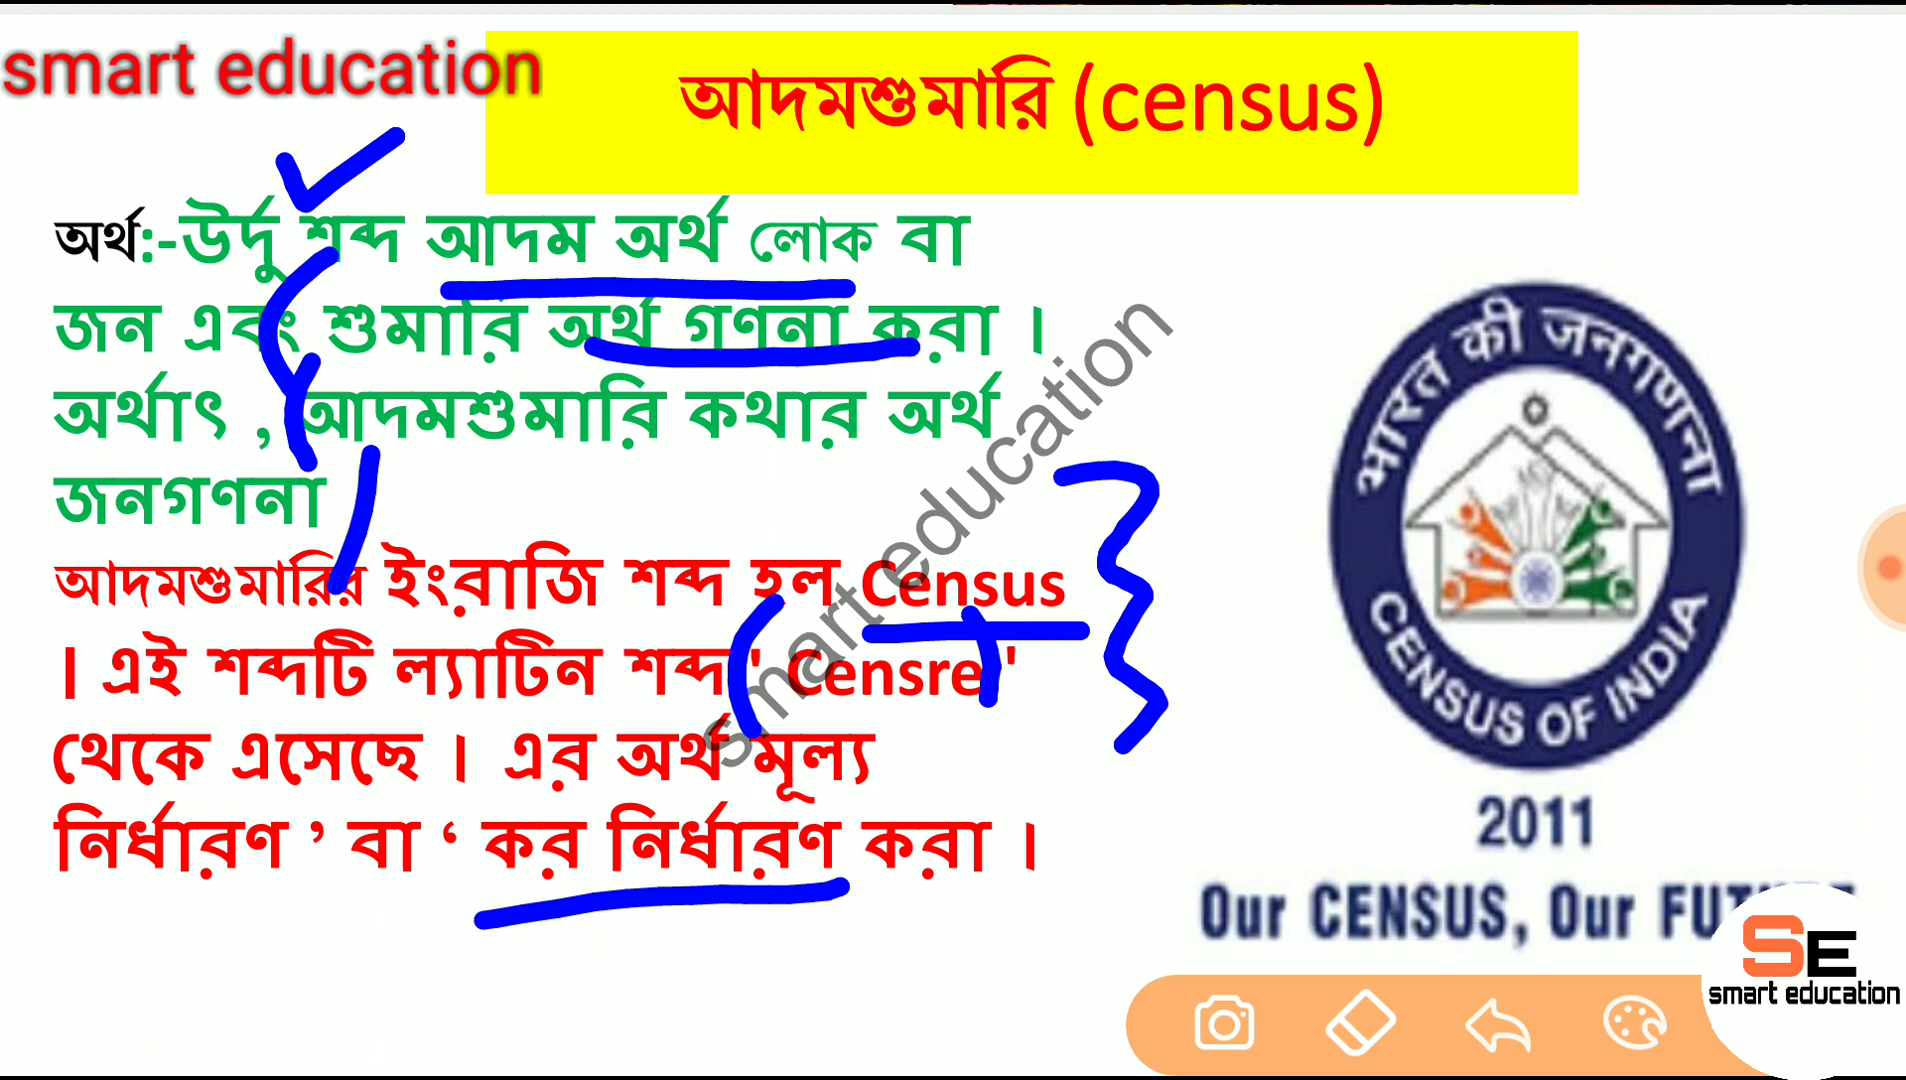 smart education
আদমশুমারি (census)
অর্থ:-উর্দু শব্দ আদম অর্থ লোক বা
জন এবং শুমারি অর্থ গণনা করা ।
অর্থাৎ , আদমশুমারি কথার অর্থ
জনগণনা
আদমশুমারির ইংরাজি শব্দ হল Census
। এই শব্দটি ল্যাটিন শব্দ ' Censre '
থেকে এসেছে । এর অর্থ মূল্য
নির্ধারণ ’ বা ‘ কর নির্ধারণ করা ।
smart education
भारत की जनगणना
CENSUS OF INDIA
2011
Our CENSUS, Our
SE
smart education